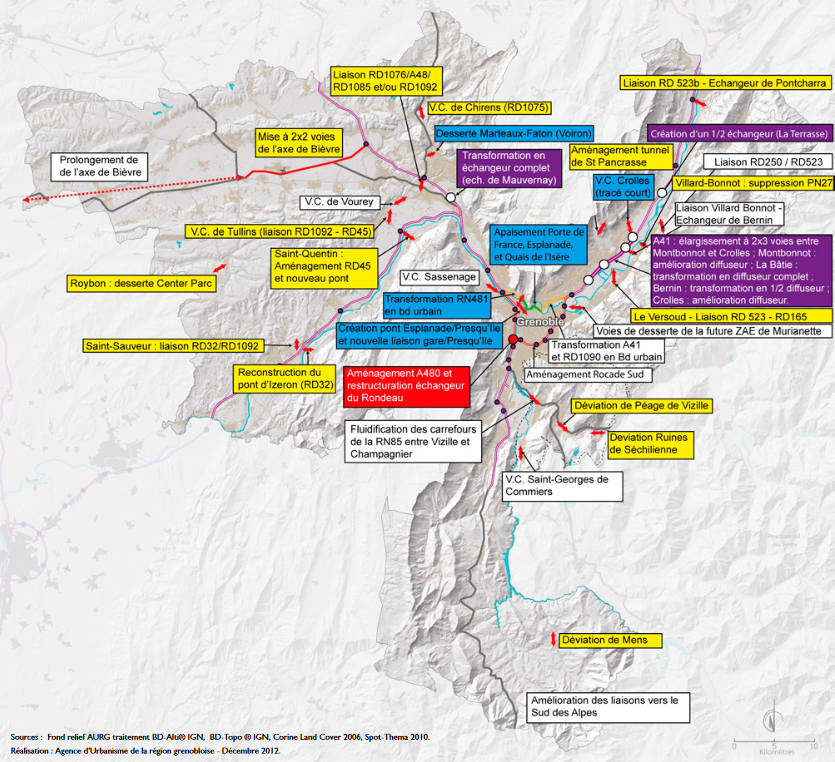 Liaison RD1076/A48/
RD1085 et/ou RD1092
V.C. de Chirens (RD1075)
Liaison RD 523b - Echangeur de Pontcharra
Mise à 2x2 voies
de l'axe de Bièvre
Desserte Marteaux-Faton (Voiron)
Création d'un 1/2 échangeur (La Terrasse)
Prolongement de
de l'axe de Bièvre
Transformation en
échangeur complet
(ech. de Mauvernay)
Aménagement tunnel
de St Pancrasse
Liaison RD250 / RD523
V.C. Crolles
(tracé court)
Villard-Bonnot : suppression PN27
V.C. de Vourey
Liaison Villard Bonnot -
Echangeur de Bernin
V.C. de Tullins (liaison RD1092 - RD45)
Apaisement Porte de
France, Esplanade,
et Quais de l'Isère
A41 : élargissement à 2x3 voies entre
Montbonnot et Crolles ; Montbonnot :
amélioration diffuseur ; La Bâtie :
transformation en diffuseur complet ;
Bernin : transformation en 1/2 diffuseur ;
Crolles : amélioration diffuseur.
Saint-Quentin :
Aménagement RD45
et nouveau pont
V.C. Sassenage
Roybon : desserte Center Parc
Transformation RN481
en bd urbain
Le Versoud - Liaison RD 523 - RD165
Grenoble
Création pont Esplanade/Presqu'île
et nouvelle liaison gare/Presqu'île
Voies de desserte de la future ZAE de Murianette
Saint-Sauveur : liaison RD32/RD1092
Transformation A41
et RD1090 en Bd urbain
Reconstruction du
pont d'Izeron (RD32)
Aménagement A480 et
restructuration échangeur
du Rondeau
Aménagement Rocade Sud
Déviation de Péage de Vizille
Fluidification des carrefours
de la RN85 entre Vizille et
Champagnier
Deviation Ruines
de Séchilienne
V.C. Saint-Georges de
Commiers
Déviation de Mens
Amélioration des liaisons vers le
Sud des Alpes
Sources : Fond relief AURG traitement BD-Alti® IGN, BD-Topo ® IGN, Corine Land Cover 2006, Spot-Thema 2010.
Réalisation : Agence d'Urbanisme de la région grenobloise - Décembre 2012.
0 5 10
Kilomètres